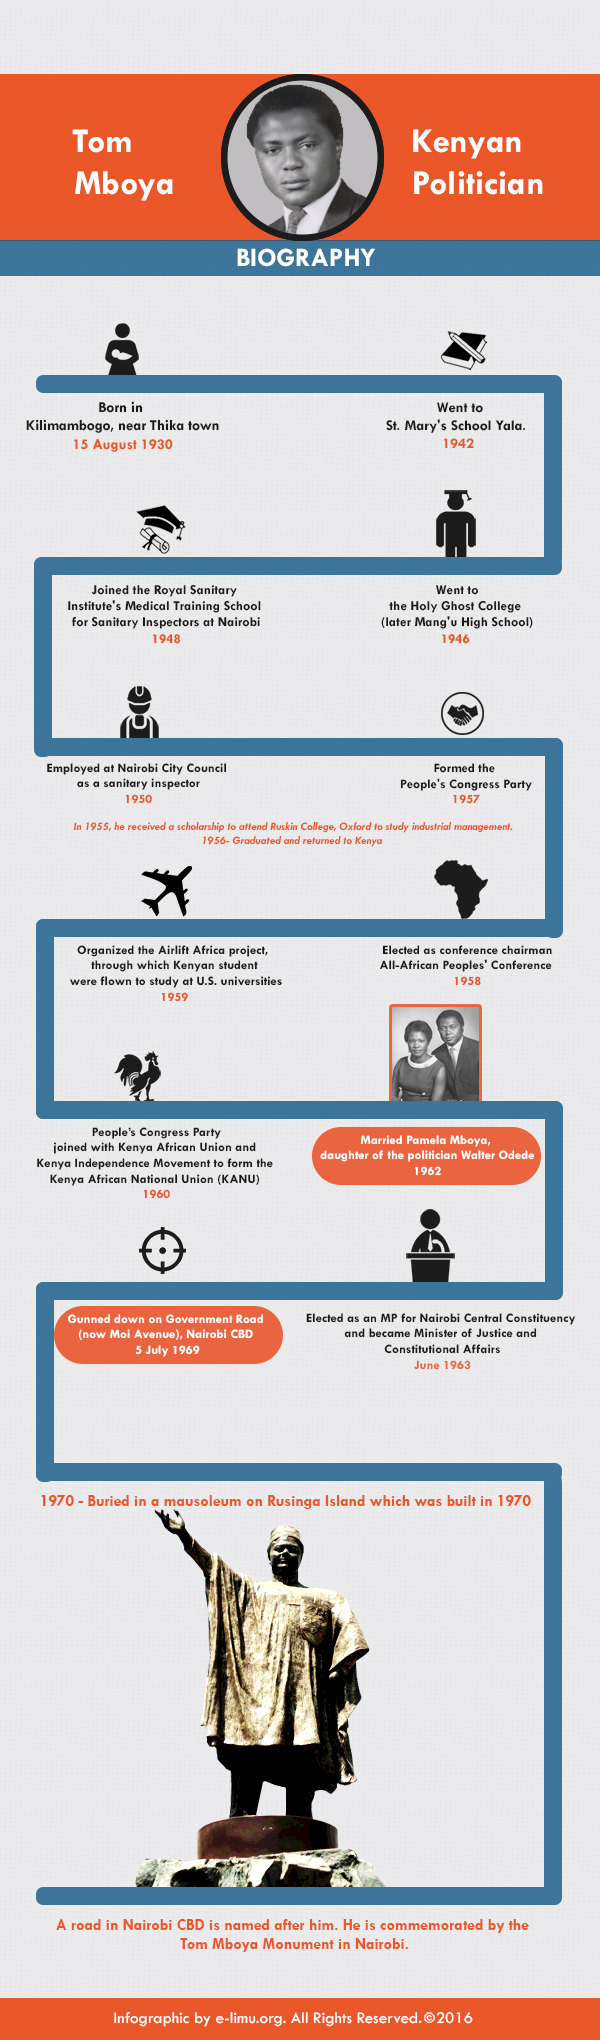 Tom
Mboya
Kenyan
Politician
BIOGRAPHY
Born in
Kilimambogo, near Thika town
15 August 1930
Went to
St. Mary's School Yala.
1942
Went to
the Holy Ghost College
(later Mang'u High School)
1946
Joined the Royal Sanitary
Institute's Medical Training School
for Sanitary Inspectors at Nairobi
1948
Employed at Nairobi City Council
as a sanitary inspector
1950
In 1955, he received a scholarship to attend Ruskin College, Oxford to study industrial management.
1956- Graduated and returned to Kenya
Formed the
People's Congress Party
1957
Elected as conference chairman
All-African Peoples' Conference
1958
Organized the Airlift Africa project,
through which Kenyan student
were flown to study at U.S. universities
1959
People's Congress Party
joined with Kenya African Union and
Kenya Independence Movement to form the
Kenya African National Union (KANU)
1960
Married Pamela Mboya,
daughter of the politician Walter Odede
1962
Elected as an MP for Nairobi Central Constituency
and became Minister of Justice and
Constitutional Affairs
June 1963
Gunned down on Government Road
(now Moi Avenue), Nairobi CBD
5 July 1969
1970 - Buried in a mausoleum on Rusinga Island which was built in 1970
A road in Nairobi CBD is named after him. He is commemorated by the
Tom Mboya Monument in Nairobi.
Infographic by e-limu.org. All Rights Reserved.©2016